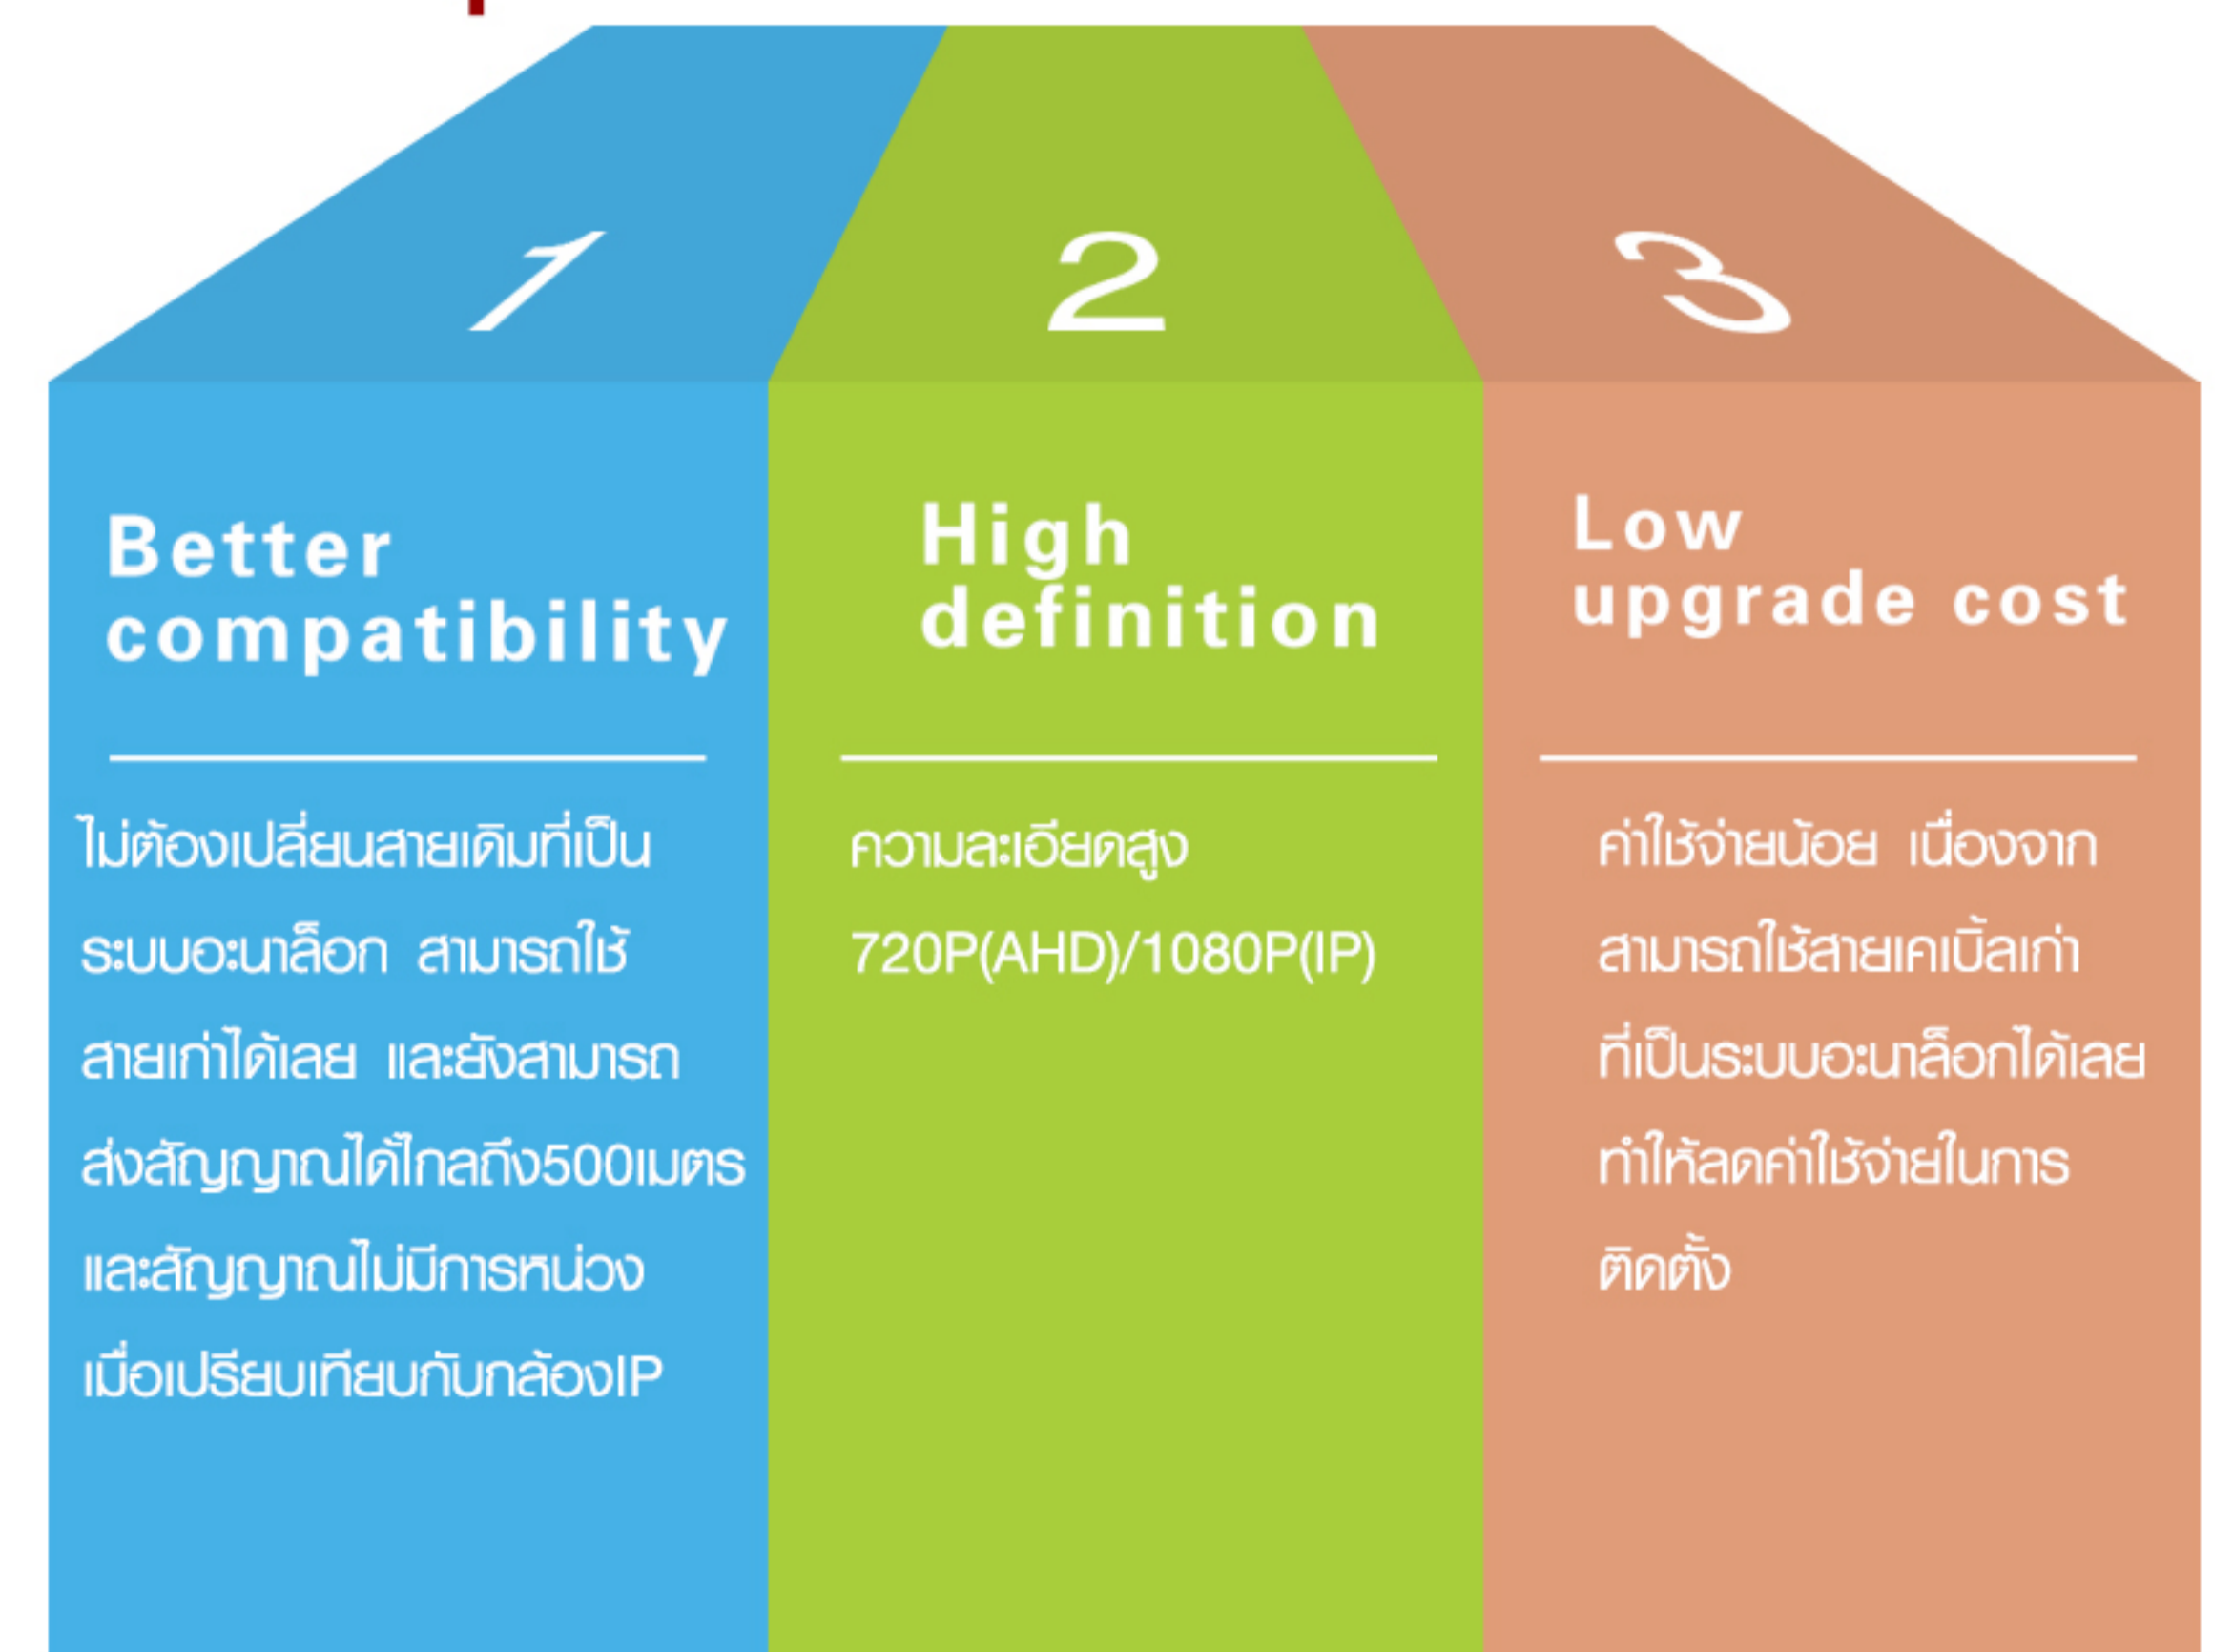 1
Better
compatibility
ไม่ต้องเปลี่ยนสายเดิมที่เป็น
ระบบอะนาล็อก สามารถใช้
สายเก่าได้เลย และยังสามารถ
ส่งสัญญาณได้ไกลถึง500เมตร
และสัญญาณไม่มีการหน่วง
เมื่อเปรียบเทียบกับกล้องIP
2
High
definition
ความละเอียดสูง
720P(AHD)/1080P(IP)
3
Low
upgrade cost
ค่าใช้จ่ายน้อย เนื่องจาก
สามารถใช้สายเคเบิ้ลเก่า
ที่เป็นระบบอะนาล็อกได้เลย
ทำให้ลดค่าใช้จ่ายในการ
ติดตั้ง